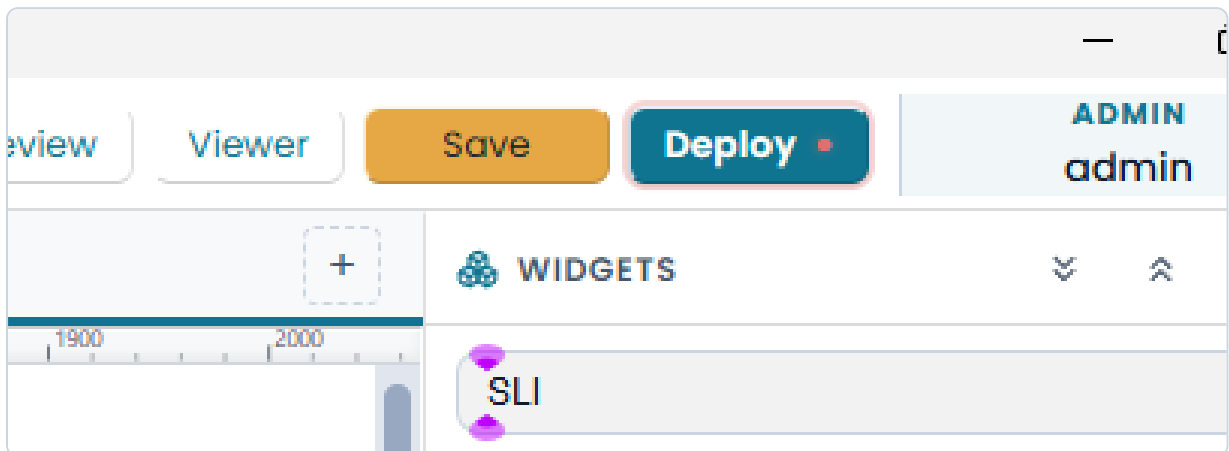 eview Viewer Save Deploy
ADMIN
admin
+ WIDGETS
1900 2000
SLI